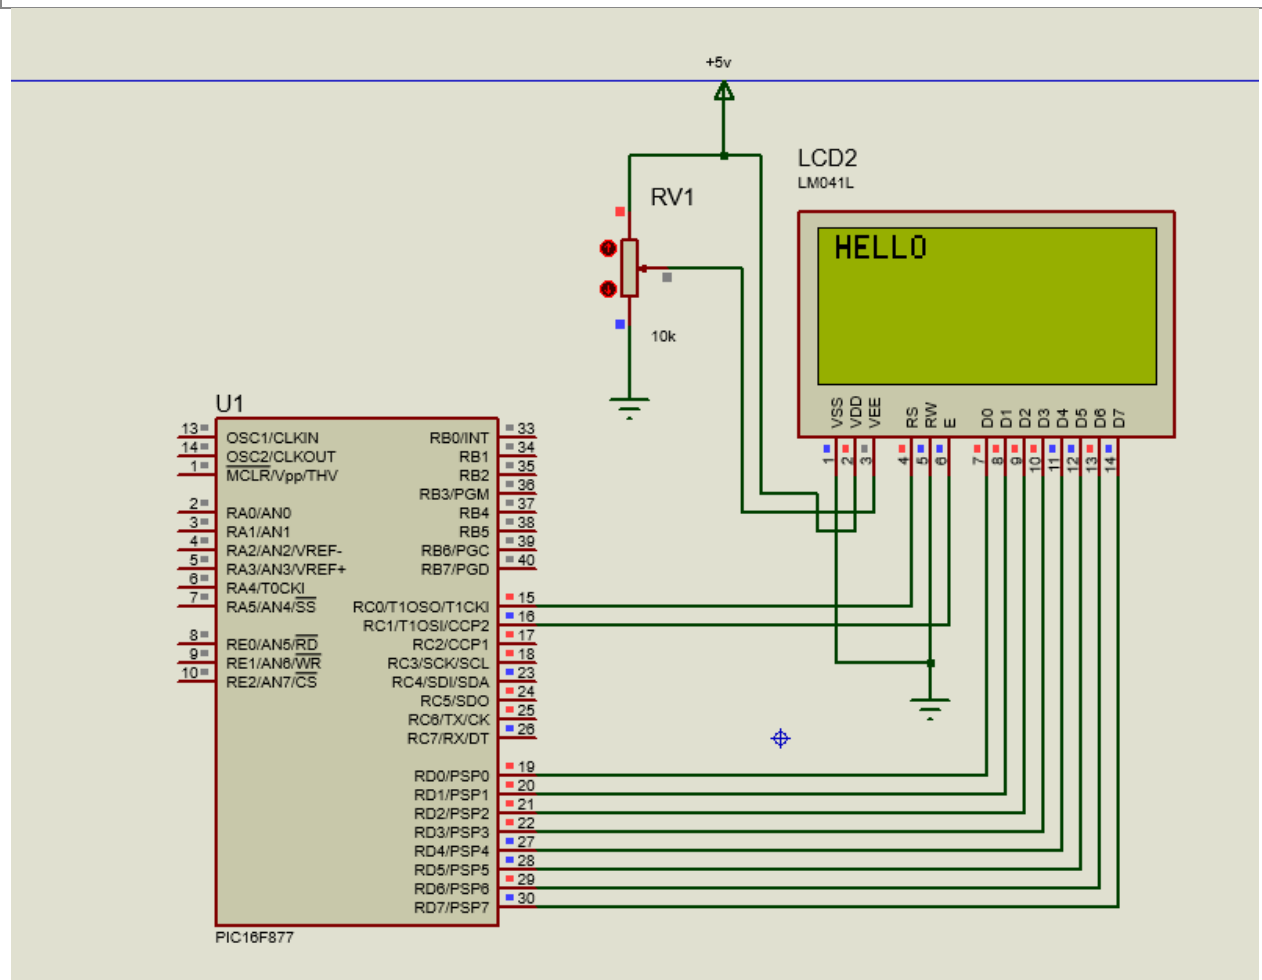 +5v
LCD2
LM041L
RV1
HELLO
10k
VSS
VDD
VEE
RS
RW
E
D0
D1
D2
D3
D4
D5
D6
D7
1
2
3
4
5
6
7
8
9
10
11
12
13
14
U1
13 OSC1/CLKIN
14 OSC2/CLKOUT
1 MCLR/Vpp/THV
2 RA0/AN0
3 RA1/AN1
4 RA2/AN2/VREF-
5 RA3/AN3/VREF+
6 RA4/T0CKI
7 RA5/AN4/SS
8 RE0/AN5/RD
9 RE1/AN6/WR
10 RE2/AN7/CS
RB0/INT 33
RB1 34
RB2 35
RB3/PGM 36
RB4 37
RB5 38
RB6/PGC 39
RB7/PGD 40
RC0/T1OSO/T1CKI 15
RC1/T1OSI/CCP2 16
RC2/CCP1 17
RC3/SCK/SCL 18
RC4/SDI/SDA 23
RC5/SDO 24
RC6/TX/CK 25
RC7/RX/DT 26
RD0/PSP0 19
RD1/PSP1 20
RD2/PSP2 21
RD3/PSP3 22
RD4/PSP4 27
RD5/PSP5 28
RD6/PSP6 29
RD7/PSP7 30
PIC16F877